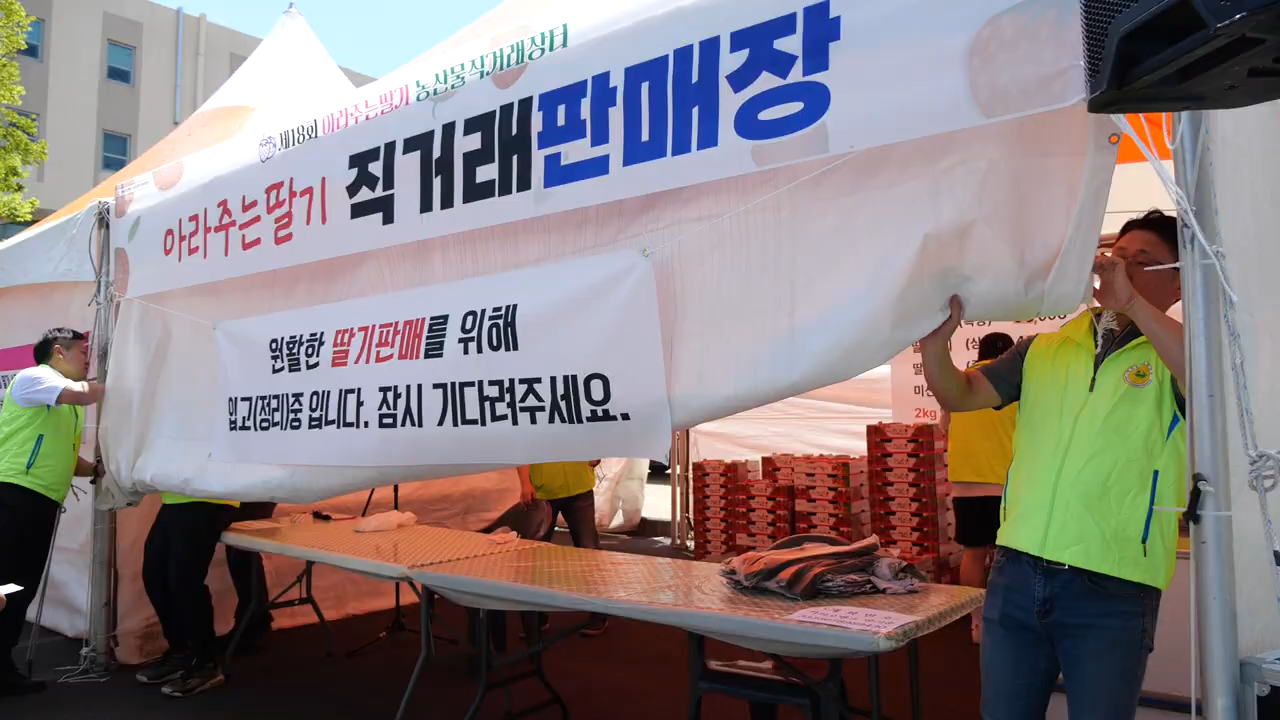 제18회 아라주는딸기 농산물직거래장터
아라주는딸기 직거래판매장
원활한 딸기판매를 위해
입고(정리)중 입니다. 잠시 기다려주세요.
2kg